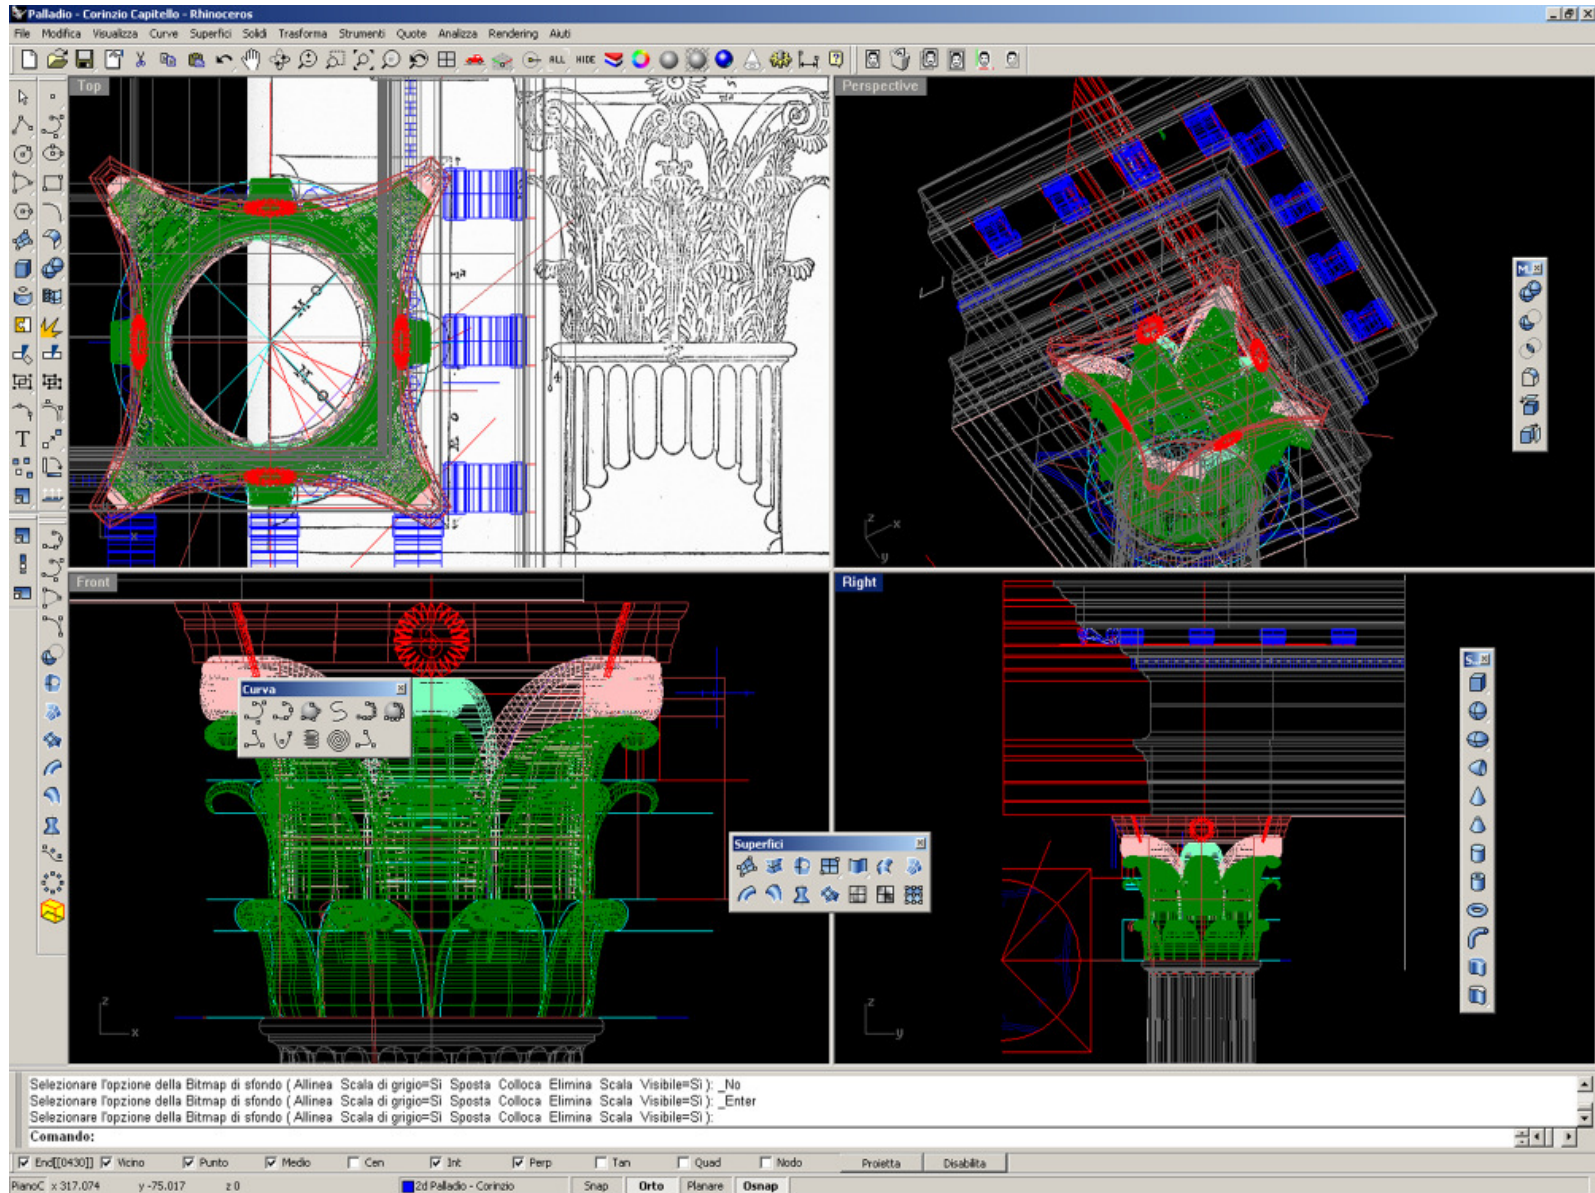 Palladio - Corinzio Capitello - Rhinoceros
File Modifica Visualizza Curve Superfici Solidi Trasforma Strumenti Quote Analizza Rendering Aiuti
ALL HIDE
Top
Perspective
M
x
T
z
x
y
Front
Right
Curva
S
Superfici
z
x
z
y
Selezionare l'opzione della Bitmap di sfondo ( Allinea Scala di grigio=Sì Sposta Colloca Elimina Scala Visibile=Sì ): _No
Selezionare l'opzione della Bitmap di sfondo ( Allinea Scala di grigio=Sì Sposta Colloca Elimina Scala Visibile=Sì ): _Enter
Selezionare l'opzione della Bitmap di sfondo ( Allinea Scala di grigio=Sì Sposta Colloca Elimina Scala Visibile=Sì ):
Comando:
End[[0430]] Vicino Punto Medio Cen Int Perp Tan Quad Nodo Proietta Disabilita
PianoC x 317.074 y -75.017 z 0 2d Palladio - Corinzio Snap Orto Planare Osnap